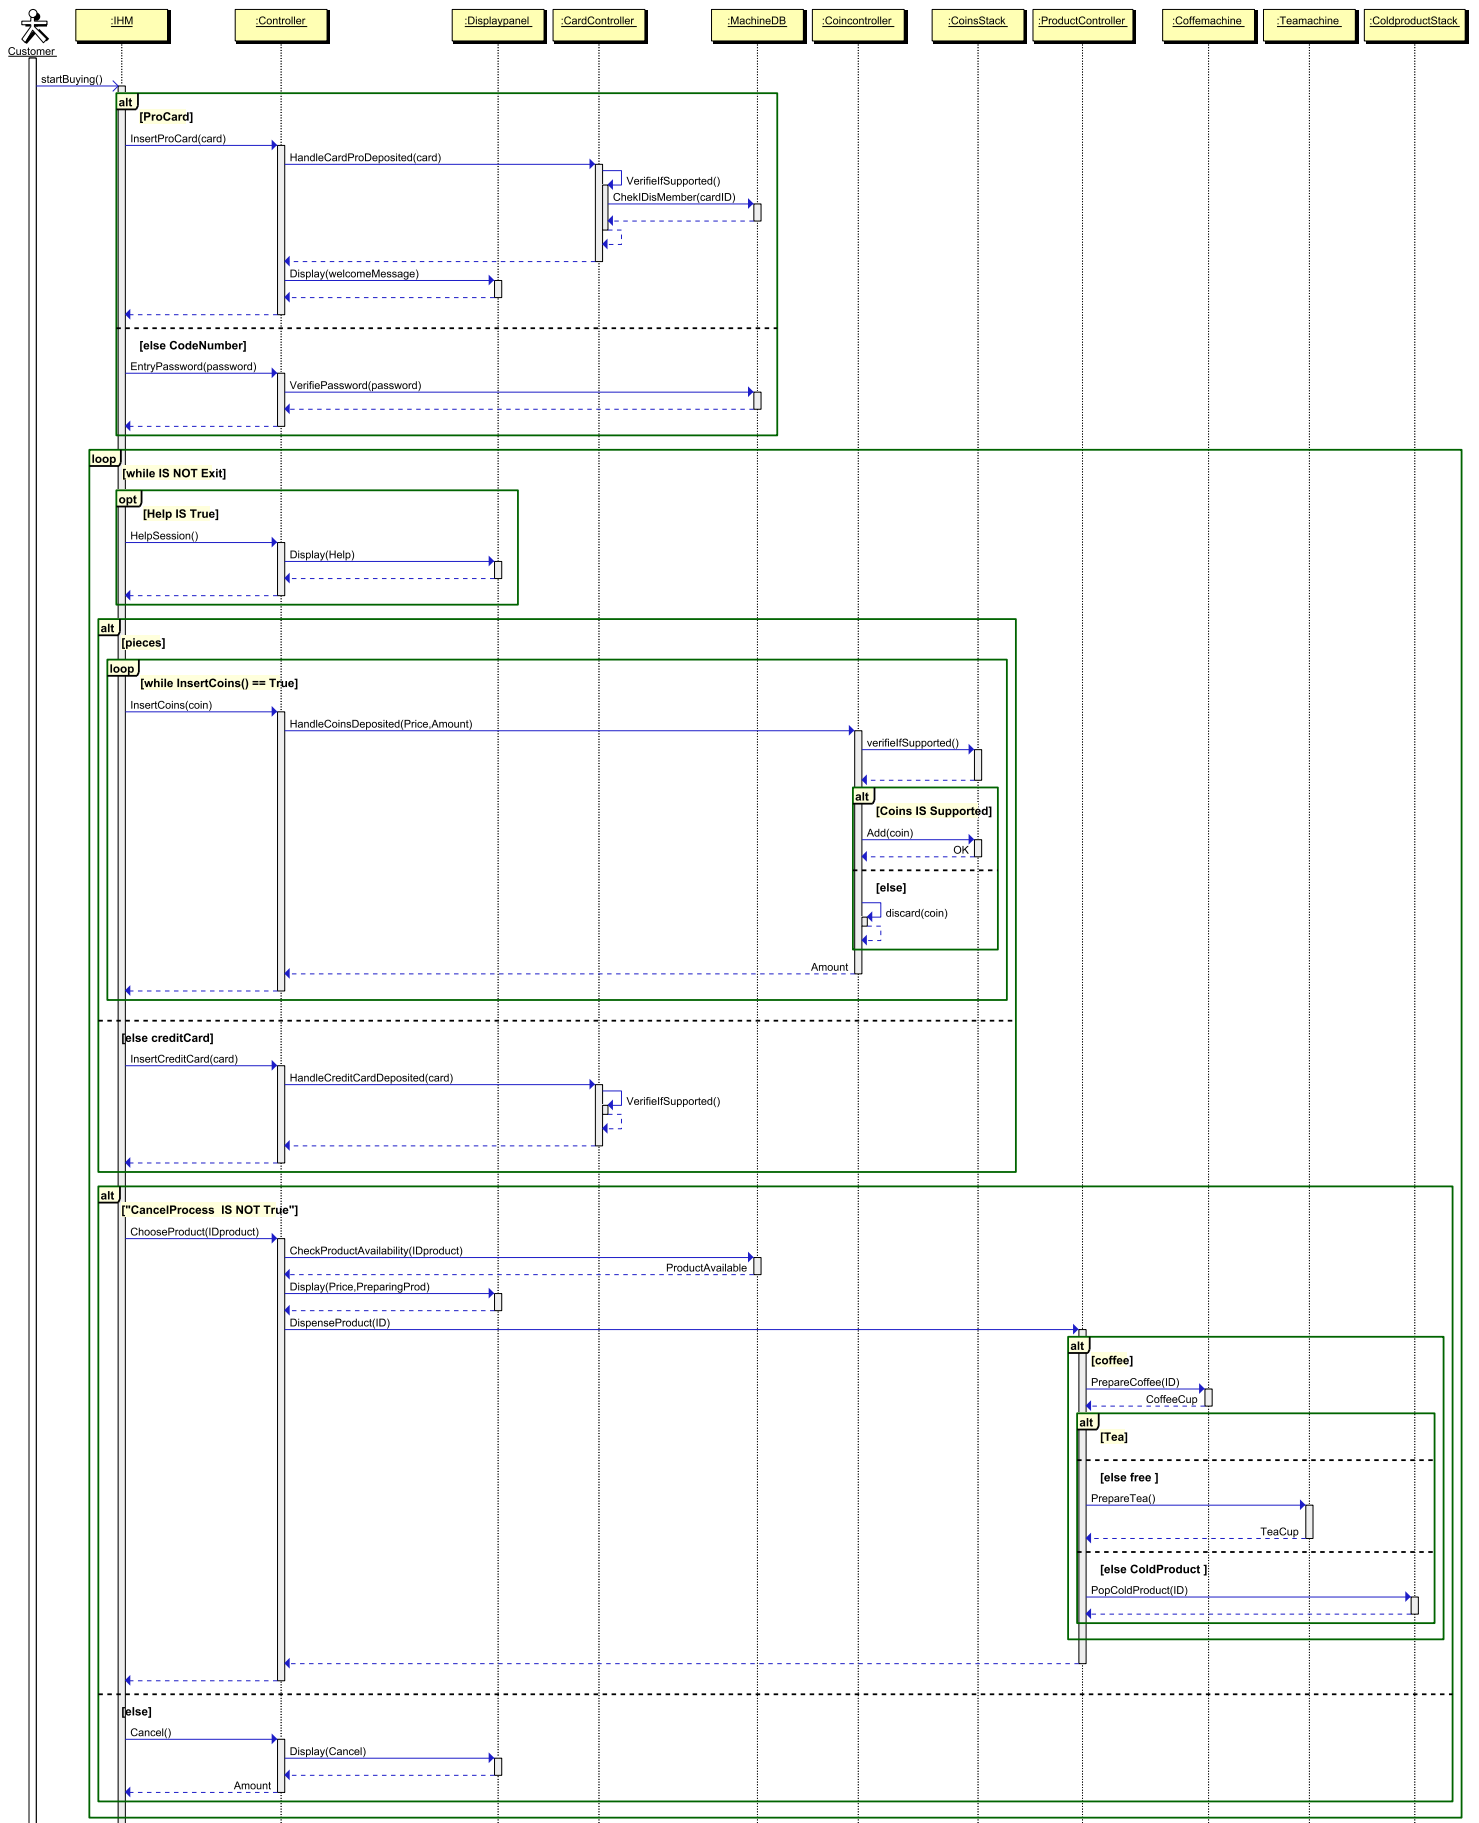 Customer
:IHM
:Controller
:Displaypanel
:CardController
:MachineDB
:Coincontroller
:CoinsStack
:ProductController
:Coffemachine
:Teamachine
:ColdproductStack
startBuying()
alt
[ProCard]
InsertProCard(card)
HandleCardProDeposited(card)
VerifieIfSupported()
ChekIDisMember(cardID)
Display(welcomeMessage)
[else CodeNumber]
EntryPassword(password)
VerifiePassword(password)
loop
[while IS NOT Exit]
opt
[Help IS True]
HelpSession()
Display(Help)
alt
[pieces]
loop
[while InsertCoins() == True]
InsertCoins(coin)
HandleCoinsDeposited(Price,Amount)
verifieIfSupported()
alt
[Coins IS Supported]
Add(coin)
OK
[else]
discard(coin)
Amount
[else creditCard]
InsertCreditCard(card)
HandleCreditCardDeposited(card)
VerifieIfSupported()
alt
["CancelProcess  IS NOT True"]
ChooseProduct(IDproduct)
CheckProductAvailability(IDproduct)
ProductAvailable
Display(Price,PreparingProd)
DispenseProduct(ID)
alt
[coffee]
PrepareCoffee(ID)
CoffeeCup
alt
[Tea]
[else free ]
PrepareTea()
TeaCup
[else ColdProduct ]
PopColdProduct(ID)
[else]
Cancel()
Display(Cancel)
Amount